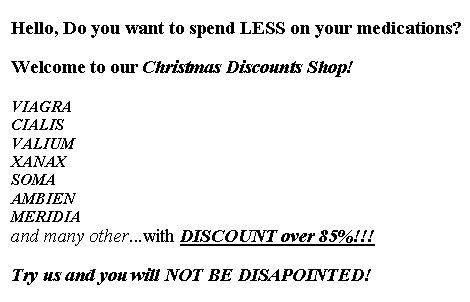 Hello, Do you want to spend LESS on your medications?
Welcome to our Christmas Discounts Shop!
VIAGRA
CIALIS
VALIUM
XANAX
SOMA
AMBIEN
MERIDIA
and many other...with DISCOUNT over 85%!!!
Try us and you will NOT BE DISAPOINTED!